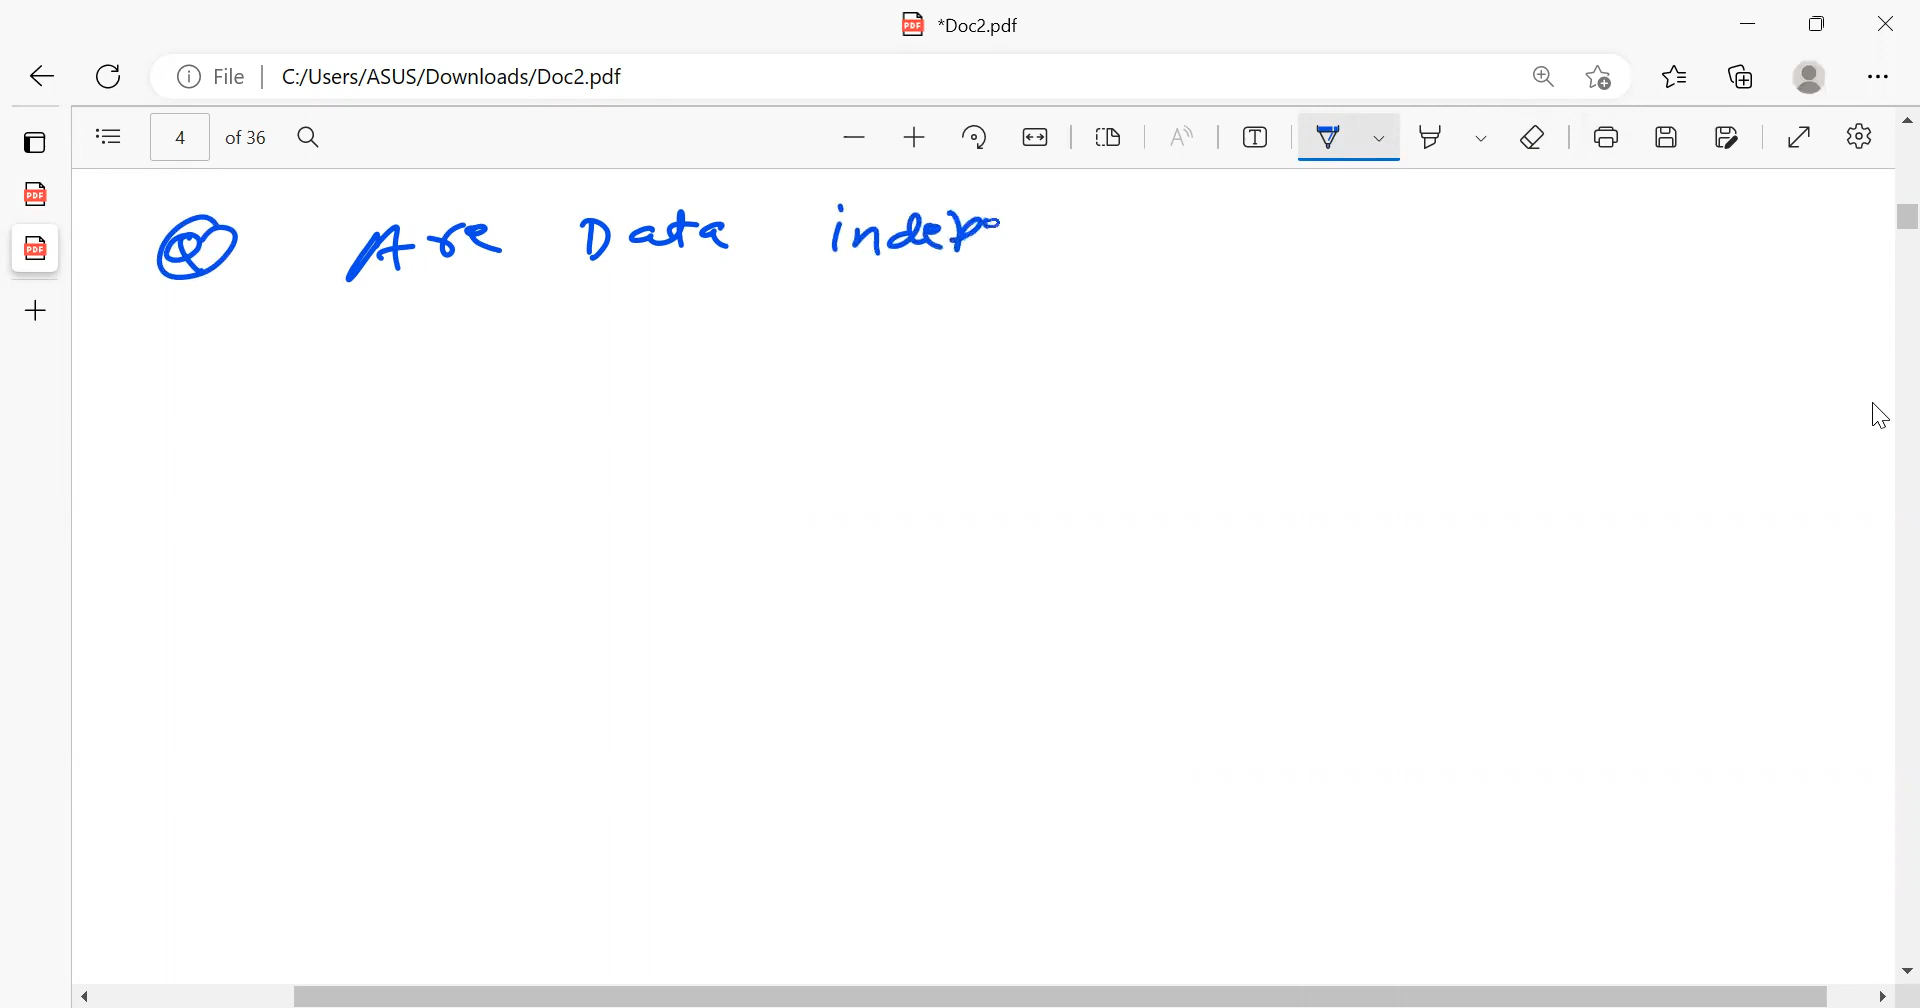 *Doc2.pdf
File | C:/Users/ASUS/Downloads/Doc2.pdf
4 of 36
Q Are Data indep